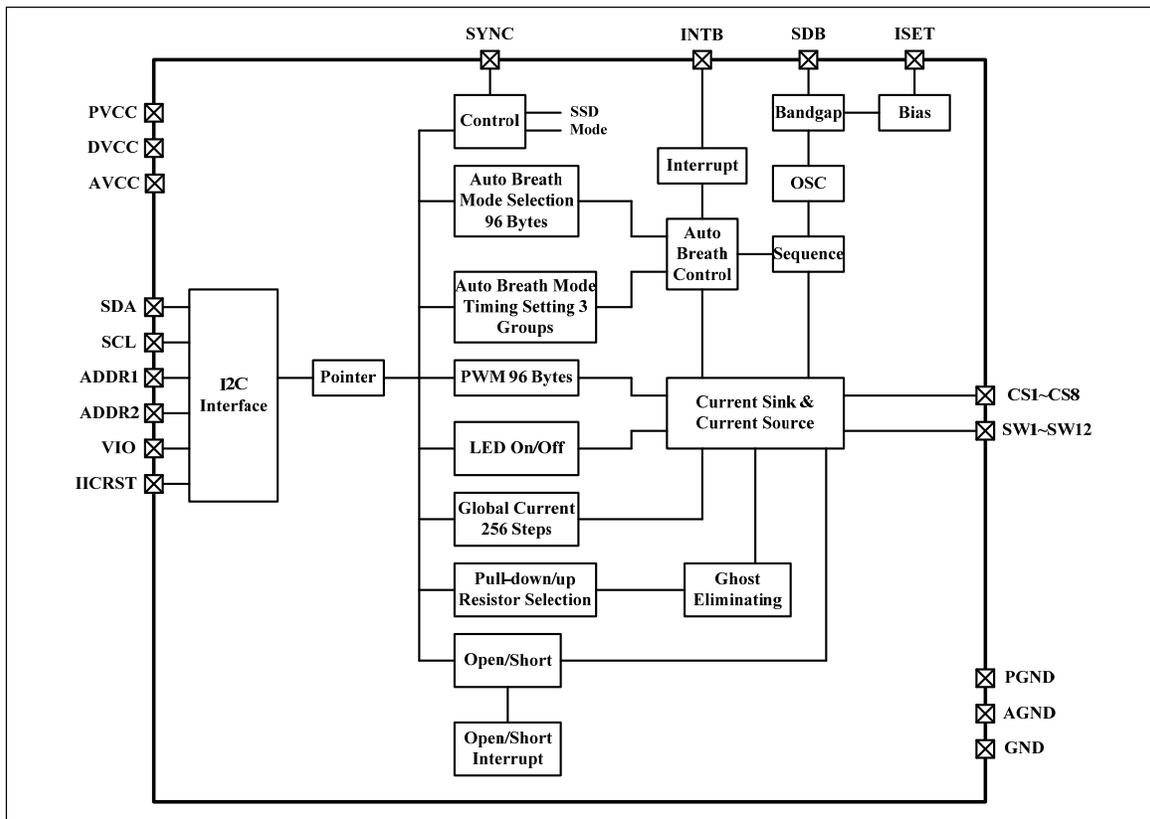 SYNC
INTB
SDB
ISET
PVCC
DVCC
AVCC
Control
SSD
Mode
Bandgap
Bias
Interrupt
OSC
Auto Breath
Mode Selection
96 Bytes
Auto
Breath
Control
Sequence
Auto Breath Mode
Timing Setting 3
Groups
SDA
SCL
ADDR1
ADDR2
VIO
IICRST
I2C
Interface
Pointer
PWM 96 Bytes
Current Sink &
Current Source
CS1~CS8
SW1~SW12
LED On/Off
Global Current
256 Steps
Pull-down/up
Resistor Selection
Ghost
Eliminating
Open/Short
Open/Short
Interrupt
PGND
AGND
GND